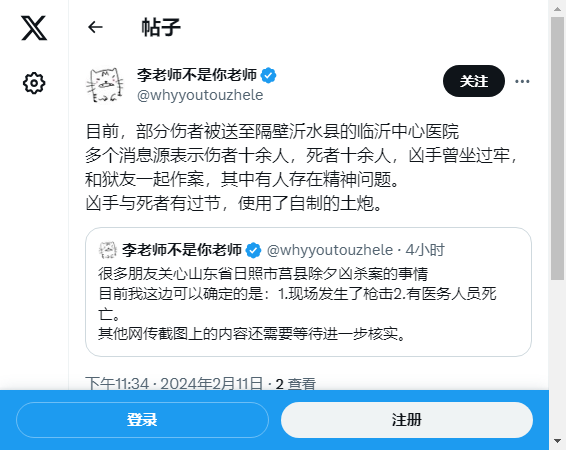 帖子
李老师不是你老师
@whyyoutouzhele
关注
目前，部分伤者被送至隔壁沂水县的临沂中心医院
多个消息源表示伤者十余人，死者十余人，凶手曾坐过牢，
和狱友一起作案，其中有人存在精神问题。
凶手与死者有过节，使用了自制的土炮。
李老师不是你老师 @whyyoutouzhele · 4小时
很多朋友关心山东省日照市莒县除夕凶杀案的事情
目前我这边可以确定的是：1.现场发生了枪击2.有医务人员死
亡。
其他网传截图上的内容还需要等待进一步核实。
下午11:34 · 2024年2月11日 · 2 查看
登录
注册